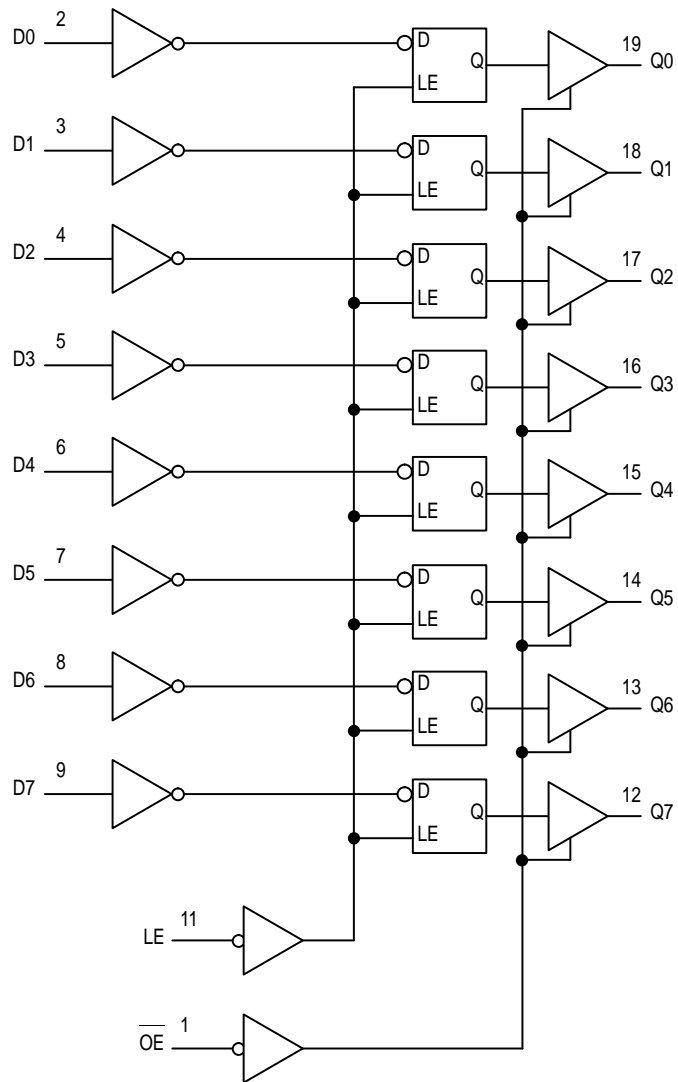 D0 2 D Q LE 19 Q0
D1 3 D Q LE 18 Q1
D2 4 D Q LE 17 Q2
D3 5 D Q LE 16 Q3
D4 6 D Q LE 15 Q4
D5 7 D Q LE 14 Q5
D6 8 D Q LE 13 Q6
D7 9 D Q LE 12 Q7
LE 11
O̅E̅ 1